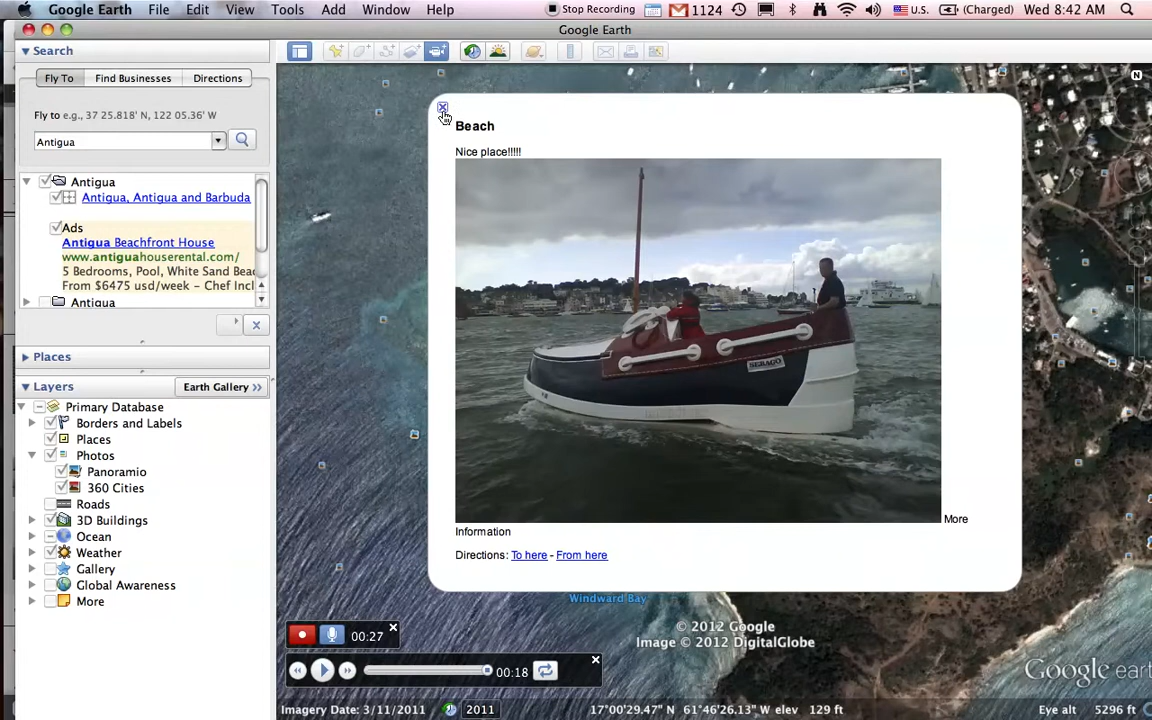 Google Earth File Edit View Tools Add Window Help Stop Recording 1124 U.S. (Charged) Wed 8:42 AM
Google Earth
Search
Fly To Find Businesses Directions
Fly to e.g., 37 25.818' N, 122 05.36' W
Antigua
Antigua
Antigua, Antigua and Barbuda
Ads
Antigua Beachfront House
www.antiguahouserental.com/
5 Bedrooms, Pool, White Sand Beac
From $6475 usd/week - Chef Incl
Antigua
Places
Layers Earth Gallery >>
Primary Database
Borders and Labels
Places
Photos
Panoramio
360 Cities
Roads
3D Buildings
Ocean
Weather
Gallery
Global Awareness
More
N
Beach
Nice place!!!!!
SEBAGO
More
Information
Directions: To here - From here
Windward Bay
© 2012 Google
Image © 2012 DigitalGlobe
Google earth
00:27
00:18
Imagery Date: 3/11/2011 2011 17°00'29.47" N 61°46'26.13" W elev 129 ft Eye alt 5296 ft